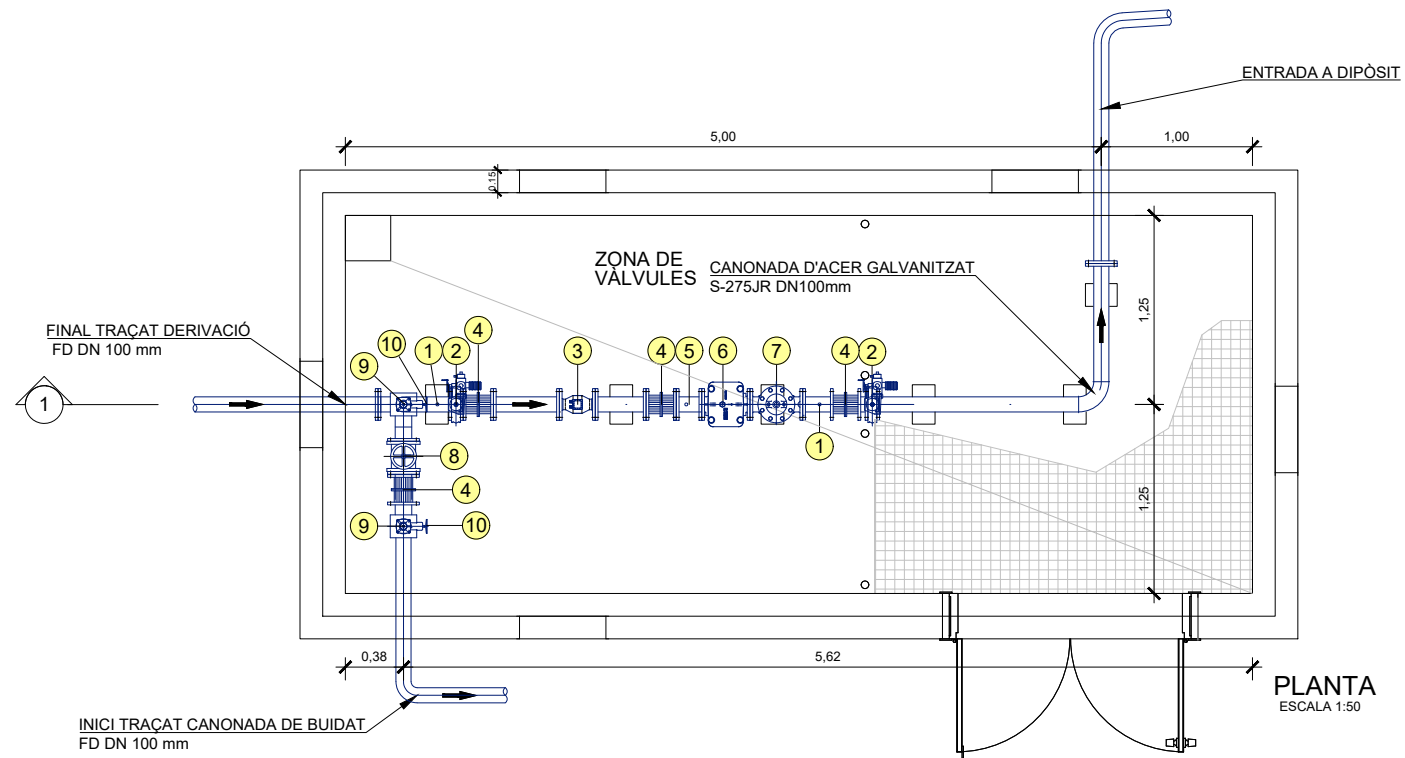 ENTRADA A DIPÒSIT
5,00
1,00
0.15
ZONA DE
VÀLVULES
CANONADA D'ACER GALVANITZAT
S-275JR DN100mm
1,25
FINAL TRAÇAT DERIVACIÓ
FD DN 100 mm
9
10
1
2
4
3
4
5
6
7
4
2
1
1
8
4
9
10
1,25
0,38
5,62
PLANTA
ESCALA 1:50
INICI TRAÇAT CANONADA DE BUIDAT
FD DN 100 mm